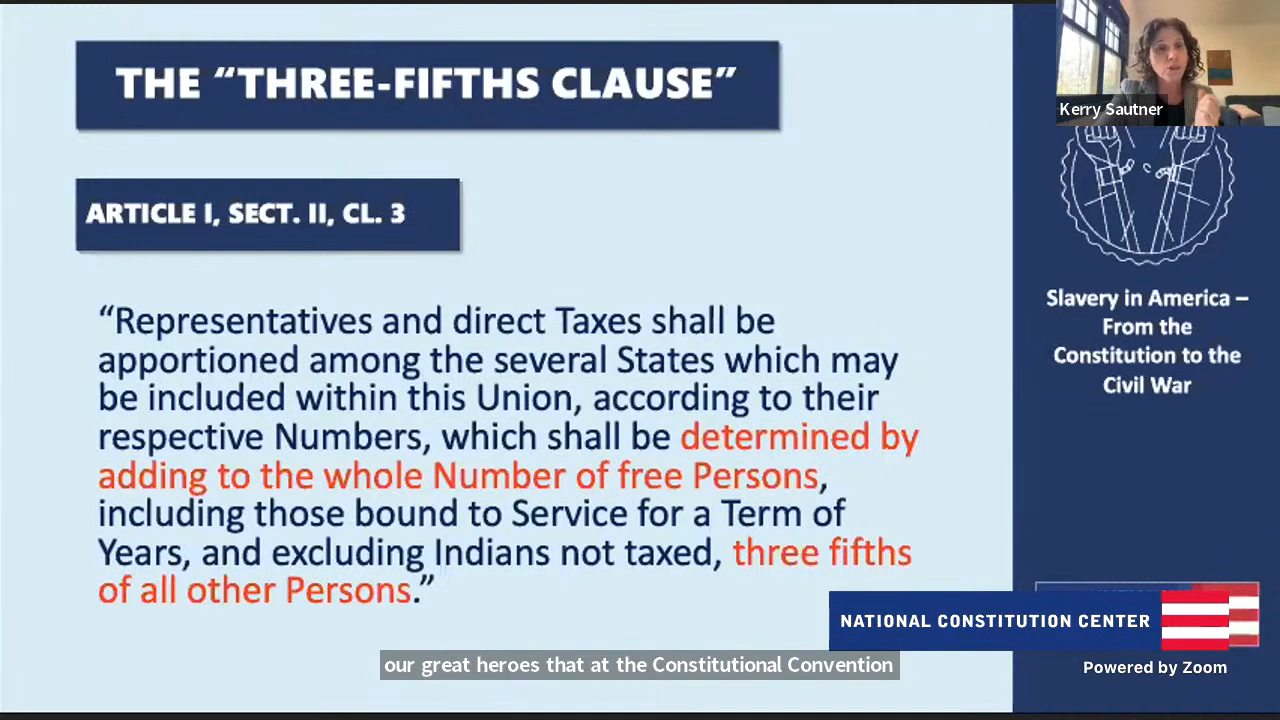 THE “THREE-FIFTHS CLAUSE”
ARTICLE I, SECT. II, CL. 3
“Representatives and direct Taxes shall be
apportioned among the several States which may
be included within this Union, according to their
respective Numbers, which shall be determined by
adding to the whole Number of free Persons,
including those bound to Service for a Term of
Years, and excluding Indians not taxed, three fifths
of all other Persons.”
Kerry Sautner
Slavery in America –
From the
Constitution to the
Civil War
NATIONAL CONSTITUTION CENTER
our great heroes that at the Constitutional Convention
Powered by Zoom